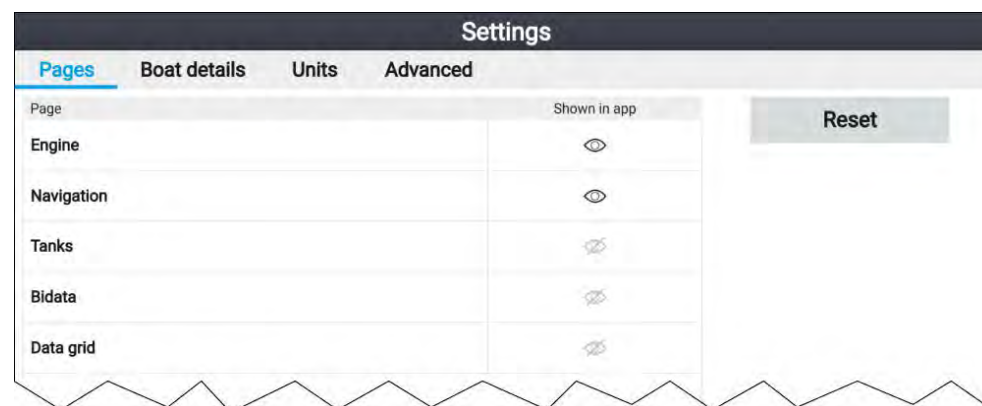 Settings
Pages Boat details Units Advanced
Page Shown in app
Reset
Engine
Navigation
Tanks
Bidata
Data grid